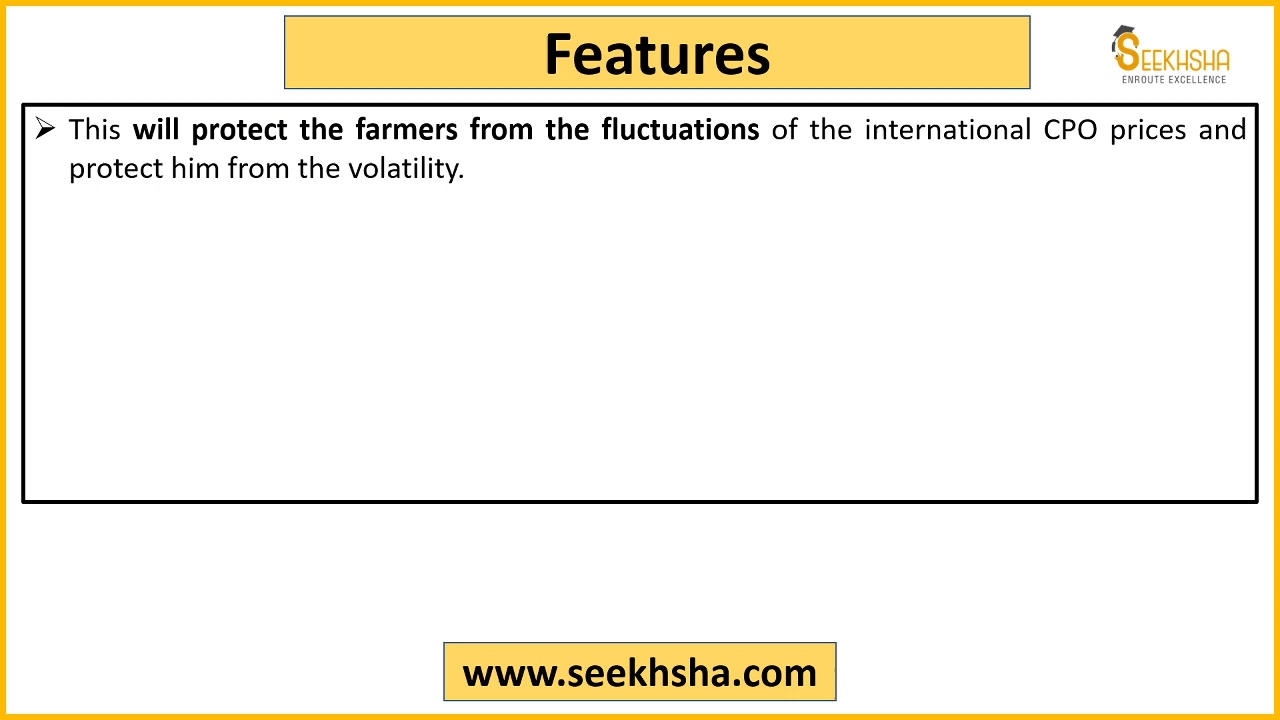 Features
SEEKHSHA
ENROUTE EXCELLENCE
➢ This will protect the farmers from the fluctuations of the international CPO prices and
protect him from the volatility.
www.seekhsha.com